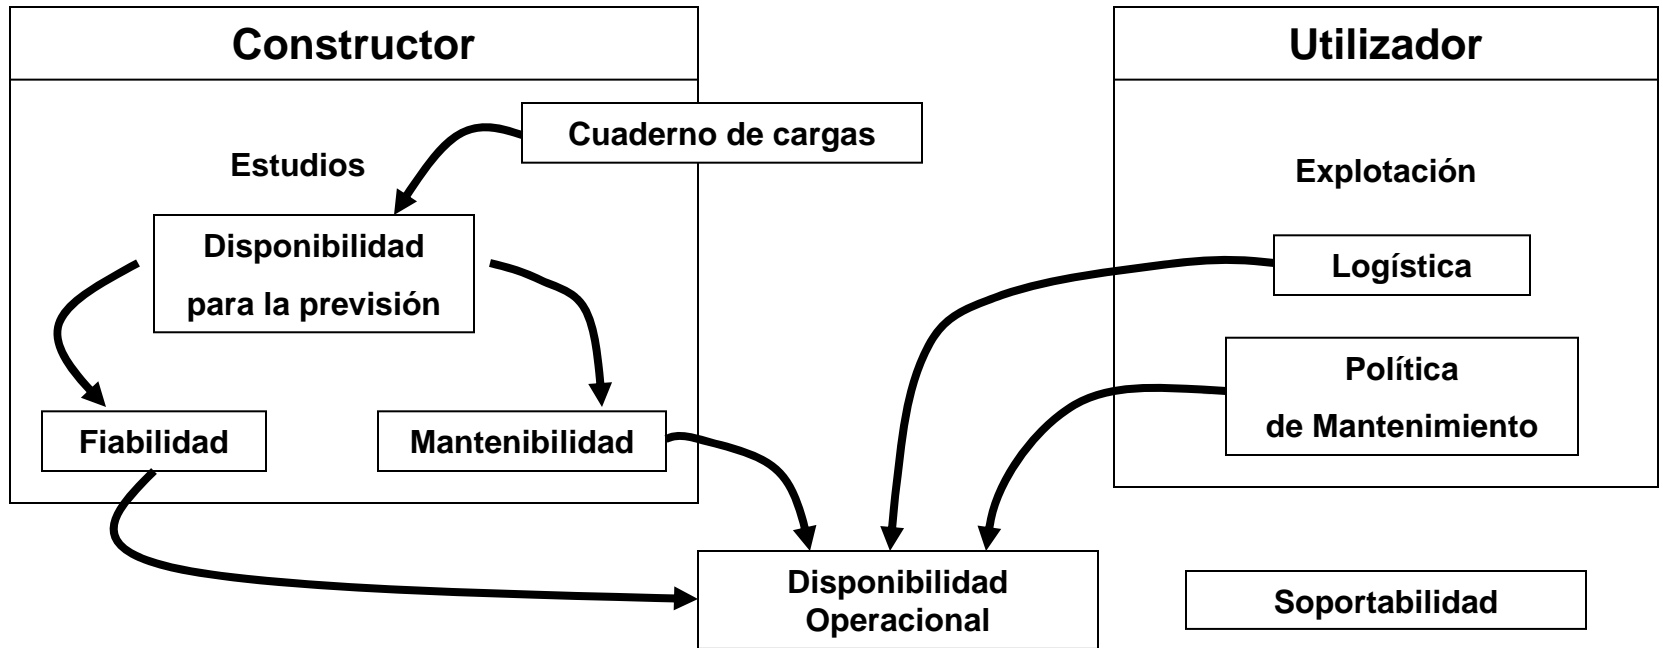 Constructor
Utilizador
Cuaderno de cargas
Estudios
Explotación
Disponibilidad
para la previsión
Logística
Política
de Mantenimiento
Fiabilidad
Mantenibilidad
Disponibilidad
Operacional
Soportabilidad